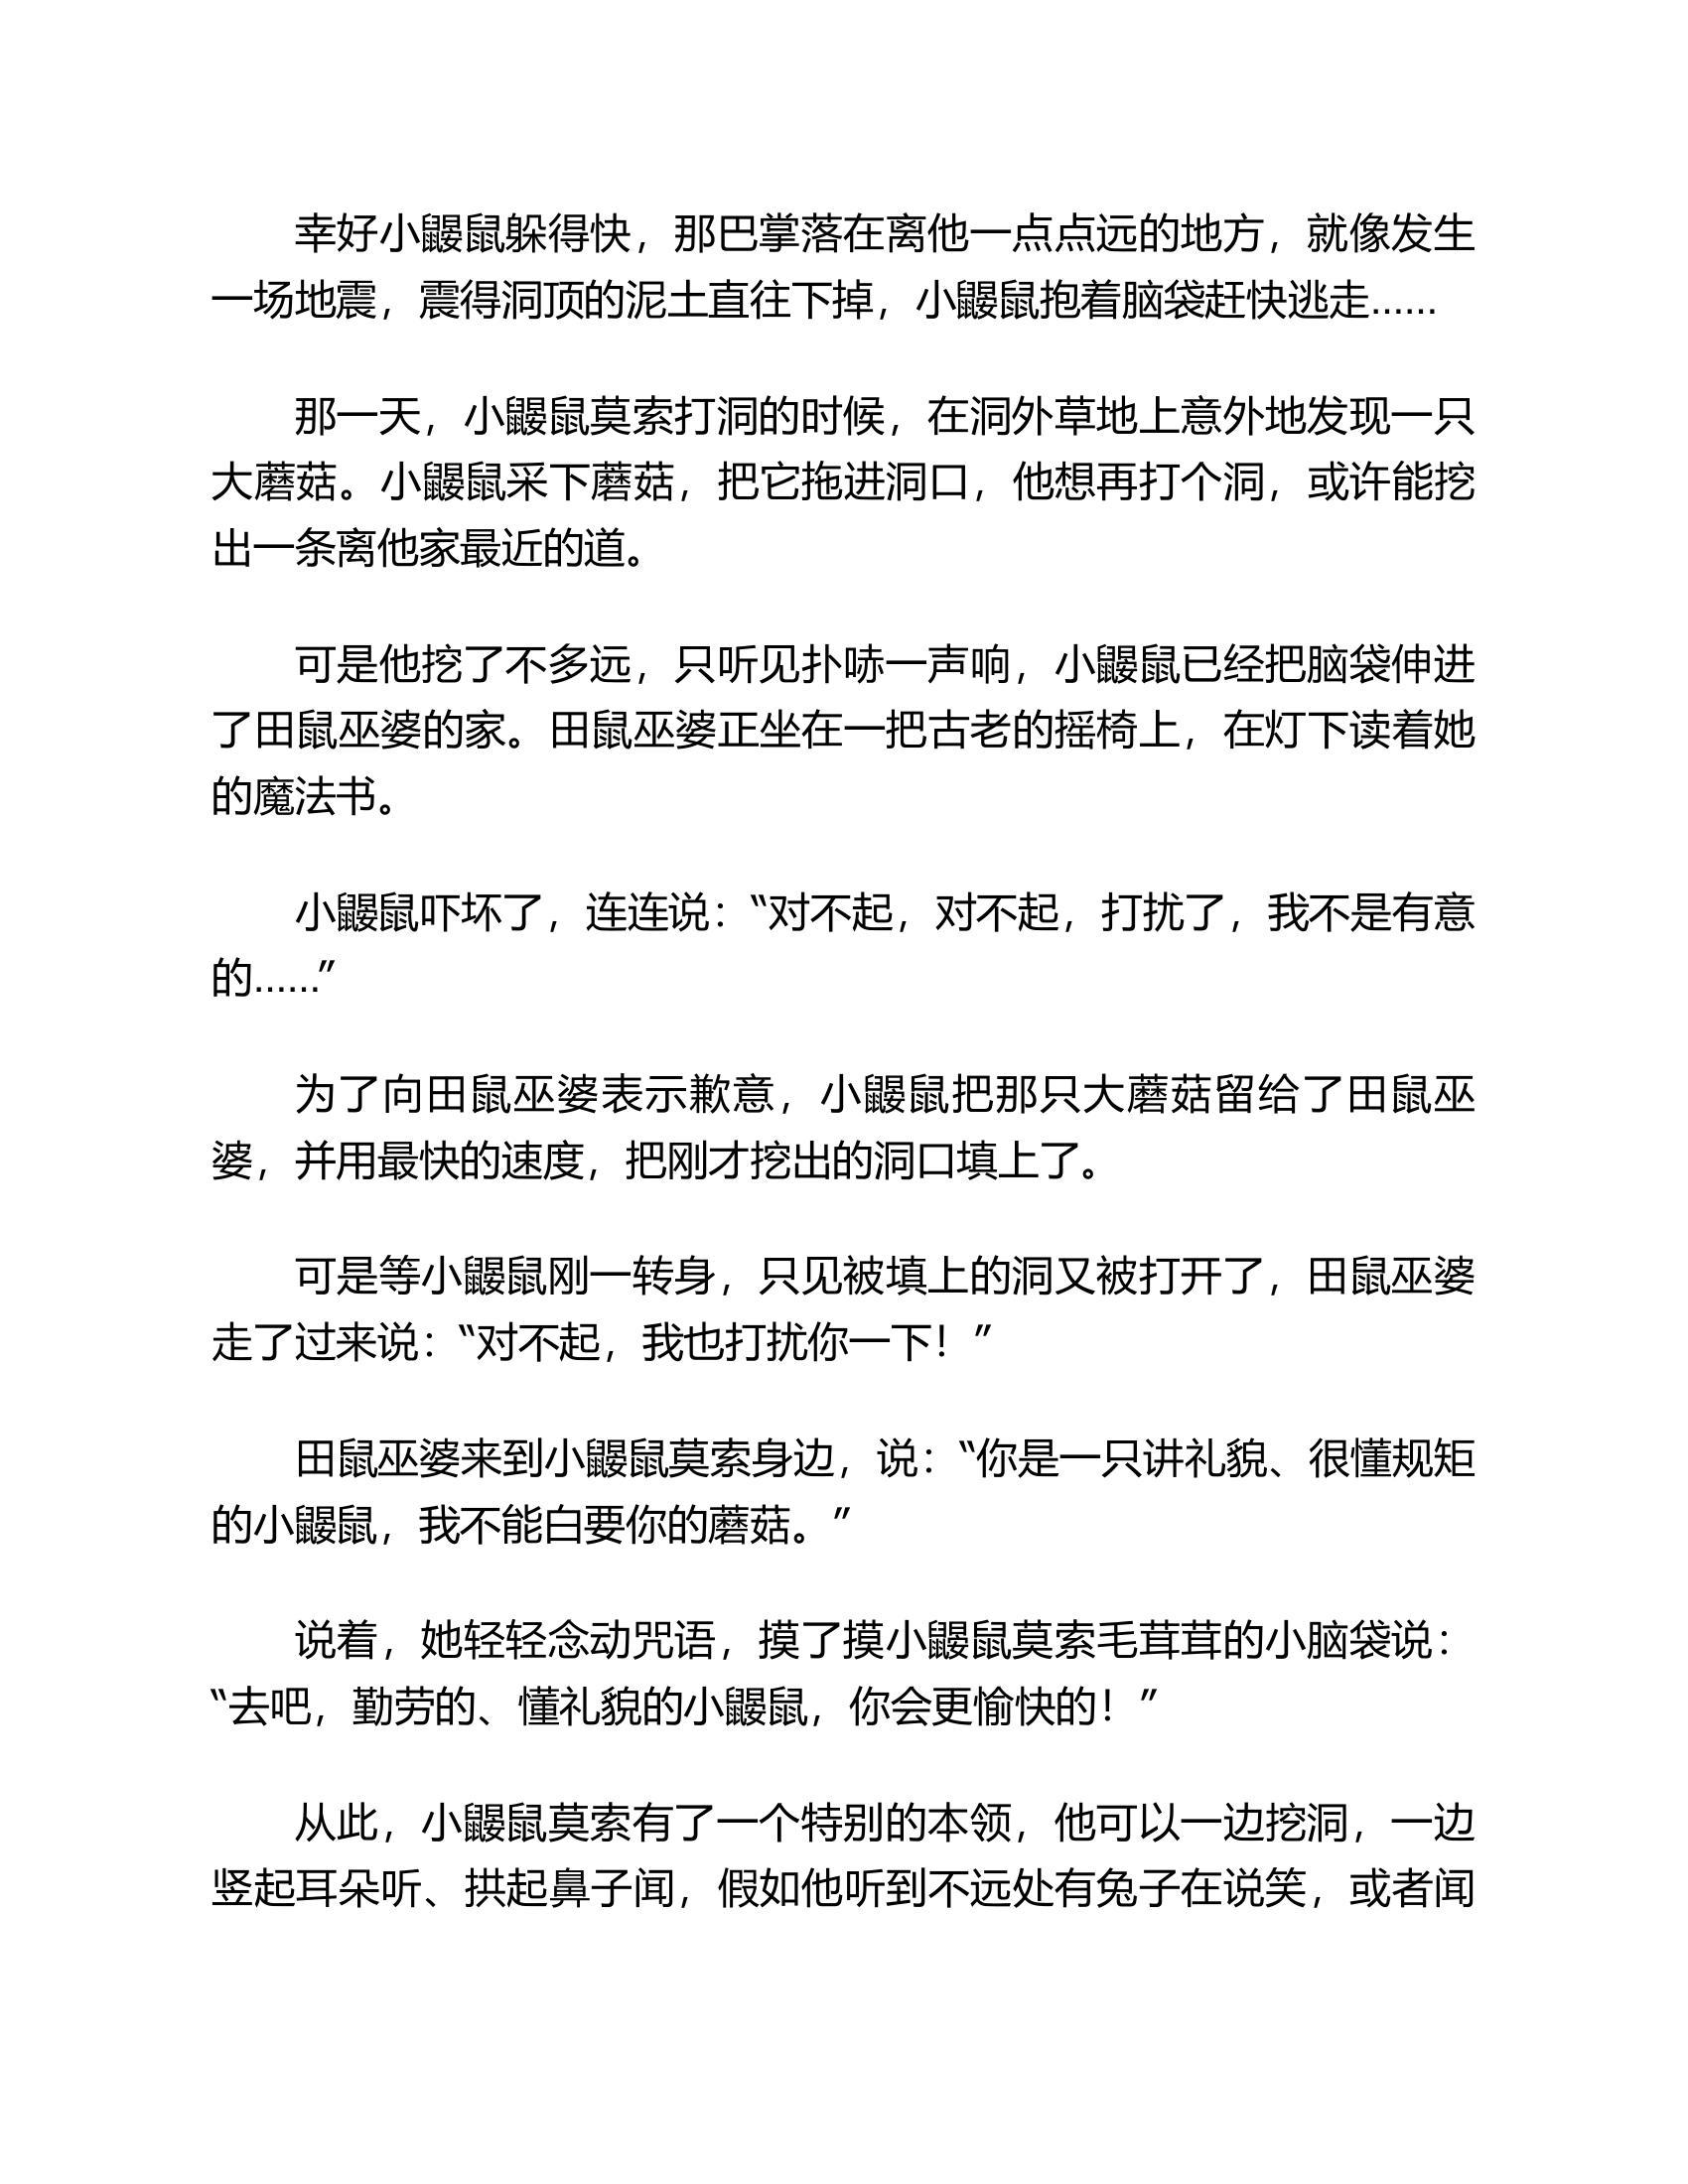 幸好小鼹鼠躲得快，那巴掌落在离他一点点远的地方，就像发生
一场地震，震得洞顶的泥土直往下掉，小鼹鼠抱着脑袋赶快逃走……
那一天，小鼹鼠莫索打洞的时候，在洞外草地上意外地发现一只
大蘑菇。小鼹鼠采下蘑菇，把它拖进洞口，他想再打个洞，或许能挖
出一条离他家最近的道。
可是他挖了不多远，只听见扑哧一声响，小鼹鼠已经把脑袋伸进
了田鼠巫婆的家。田鼠巫婆正坐在一把古老的摇椅上，在灯下读着她
的魔法书。
小鼹鼠吓坏了，连连说：“对不起，对不起，打扰了，我不是有意
的……”
为了向田鼠巫婆表示歉意，小鼹鼠把那只大蘑菇留给了田鼠巫
婆，并用最快的速度，把刚才挖出的洞口填上了。
可是等小鼹鼠刚一转身，只见被填上的洞又被打开了，田鼠巫婆
走了过来说：“对不起，我也打扰你一下！”
田鼠巫婆来到小鼹鼠莫索身边，说：“你是一只讲礼貌、很懂规矩
的小鼹鼠，我不能白要你的蘑菇。”
说着，她轻轻念动咒语，摸了摸小鼹鼠莫索毛茸茸的小脑袋说：
“去吧，勤劳的、懂礼貌的小鼹鼠，你会更愉快的！”
从此，小鼹鼠莫索有了一个特别的本领，他可以一边挖洞，一边
竖起耳朵听、拱起鼻子闻，假如他听到不远处有兔子在说笑，或者闻